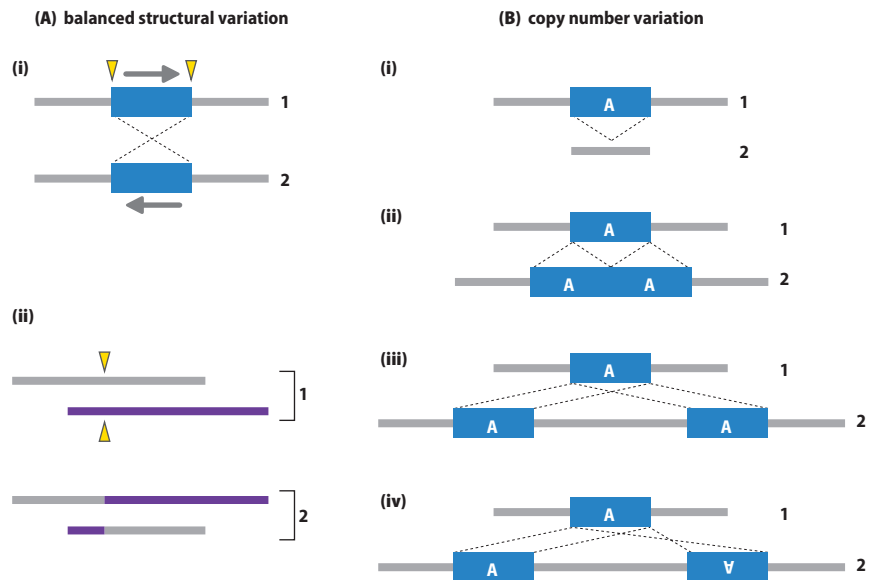 (A) balanced structural variation
(i)
1
2
(ii)
1
2
(B) copy number variation
(i)
A
1
2
(ii)
A
1
A A
2
(iii)
A
1
A A
2
(iv)
A
1
A A
2